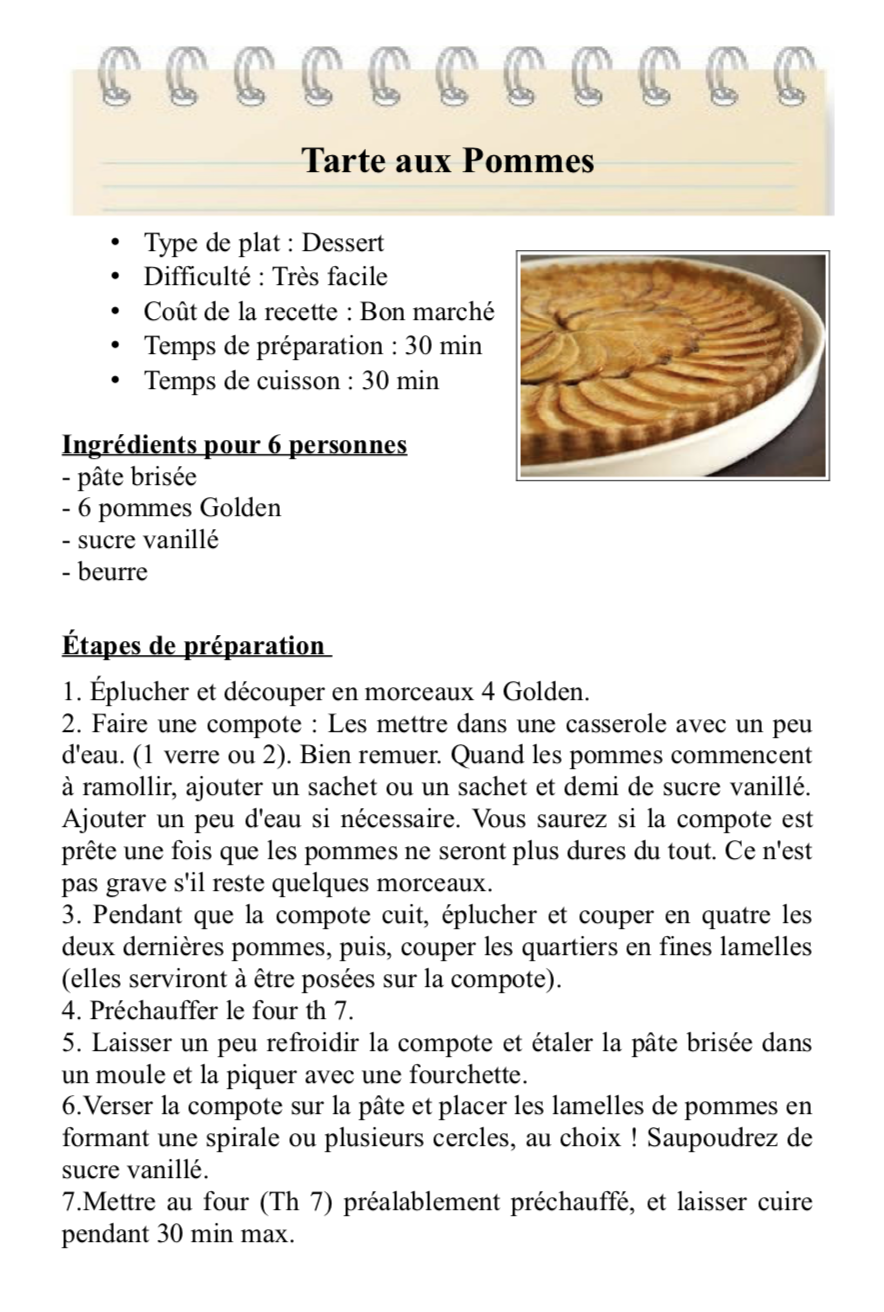 Tarte aux Pommes
• Type de plat : Dessert
• Difficulté : Très facile
• Coût de la recette : Bon marché
• Temps de préparation : 30 min
• Temps de cuisson : 30 min
Ingrédients pour 6 personnes
- pâte brisée
- 6 pommes Golden
- sucre vanillé
- beurre
Étapes de préparation
1. Éplucher et découper en morceaux 4 Golden.
2. Faire une compote : Les mettre dans une casserole avec un peu
d'eau. (1 verre ou 2). Bien remuer. Quand les pommes commencent
à ramollir, ajouter un sachet ou un sachet et demi de sucre vanillé.
Ajouter un peu d'eau si nécessaire. Vous saurez si la compote est
prête une fois que les pommes ne seront plus dures du tout. Ce n'est
pas grave s'il reste quelques morceaux.
3. Pendant que la compote cuit, éplucher et couper en quatre les
deux dernières pommes, puis, couper les quartiers en fines lamelles
(elles serviront à être posées sur la compote).
4. Préchauffer le four th 7.
5. Laisser un peu refroidir la compote et étaler la pâte brisée dans
un moule et la piquer avec une fourchette.
6.Verser la compote sur la pâte et placer les lamelles de pommes en
formant une spirale ou plusieurs cercles, au choix ! Saupoudrez de
sucre vanillé.
7.Mettre au four (Th 7) préalablement préchauffé, et laisser cuire
pendant 30 min max.